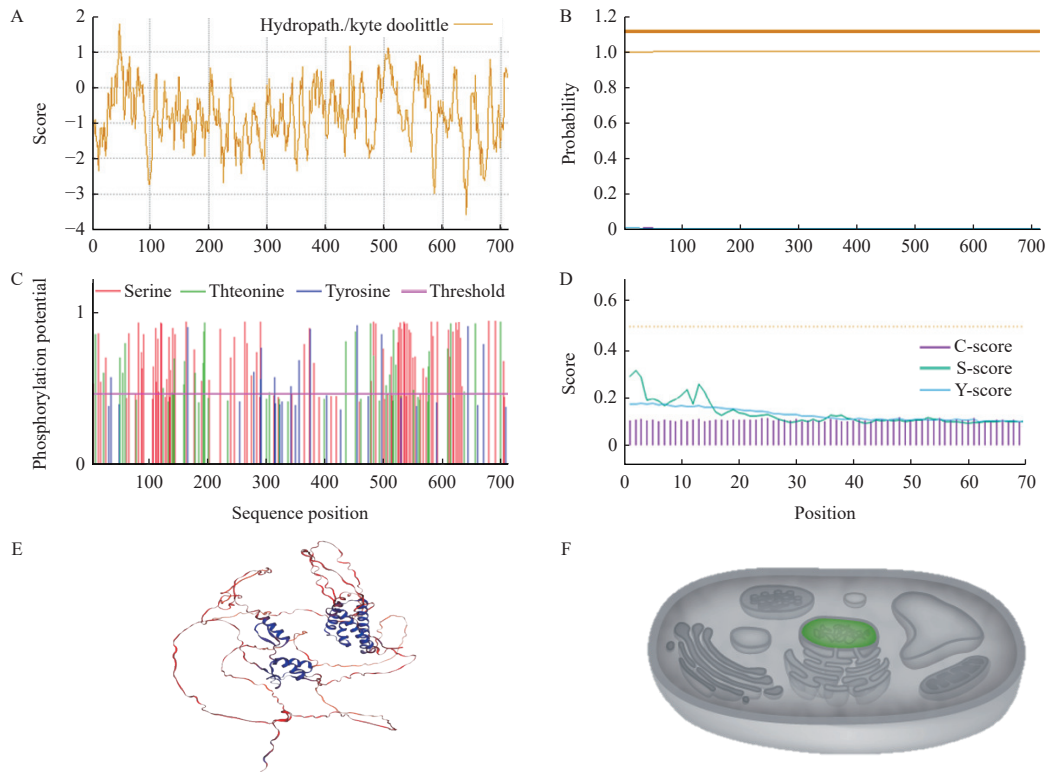 A
Hydropath./kyte doolittle
2
1
0
−1
−2
−3
−4
Score
0 100 200 300 400 500 600 700
B
1.2
1.0
0.8
0.6
0.4
0.2
0
Probability
100 200 300 400 500 600 700
C
Serine Thteonine Tyrosine Threshold
1
0
Phosphorylation potential
100 200 300 400 500 600 700
Sequence position
D
0.6
0.4
0.2
0
Score
C-score
S-score
Y-score
0 10 20 30 40 50 60 70
Position
E
F